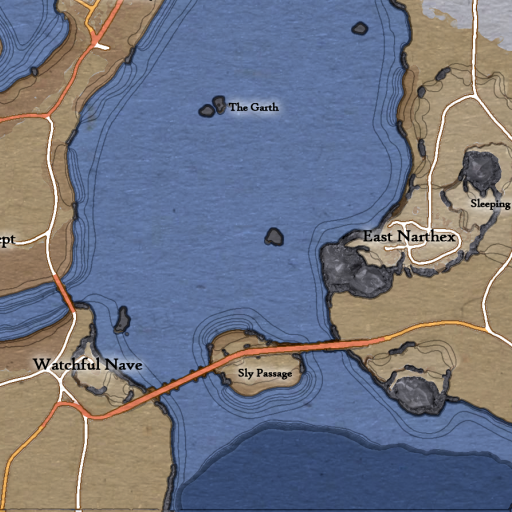 The Garth
Sleeping
East Narthex
ept
Watchful Nave
Sly Passage